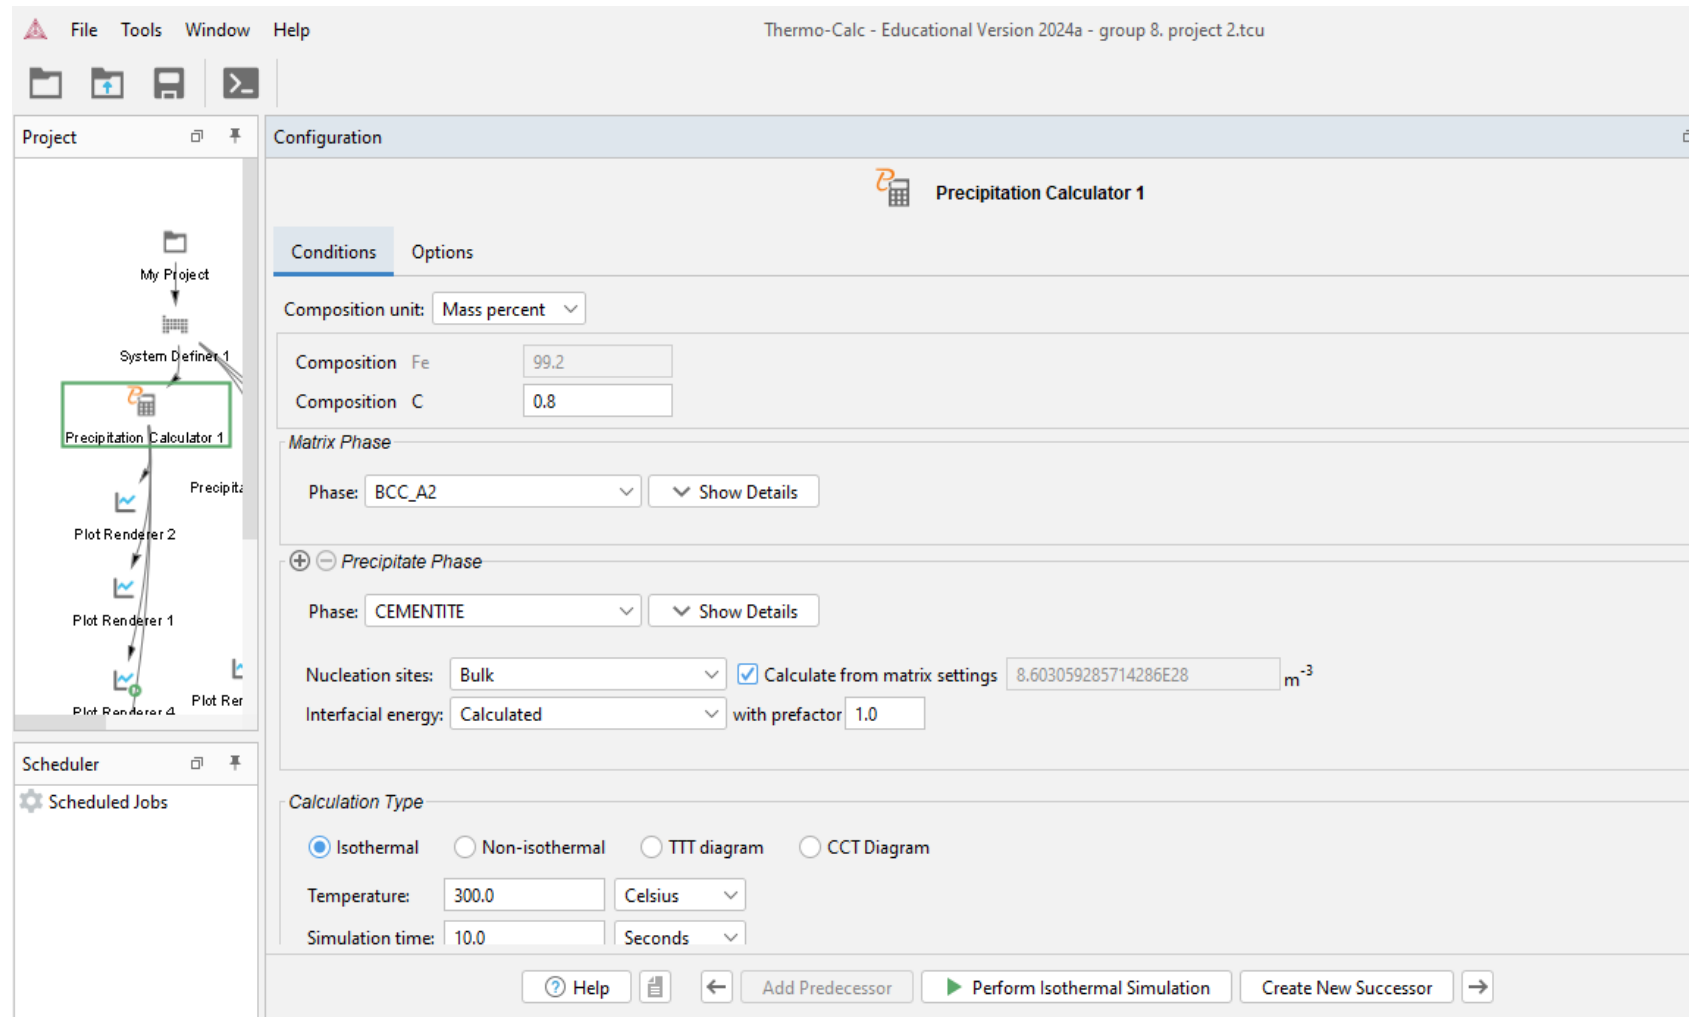 File Tools Window Help
Thermo-Calc - Educational Version 2024a - group 8. project 2.tcu
Project
My Project
System Definer 1
Precipitation Calculator 1
Plot Renderer 2
Plot Renderer 1
Plot Ren
Plot Renderer 4
Scheduler
Scheduled Jobs
Configuration
Precipitation Calculator 1
Conditions Options
Composition unit: Mass percent
Composition Fe 99.2
Composition C 0.8
Matrix Phase
Phase: BCC_A2 Show Details
Precipitate Phase
Phase: CEMENTITE Show Details
Nucleation sites: Bulk Calculate from matrix settings 8.603059285714286E28 m-3
Interfacial energy: Calculated with prefactor 1.0
Calculation Type
Isothermal Non-isothermal TTT diagram CCT Diagram
Temperature: 300.0 Celsius
Simulation time: 10.0 Seconds
Help Add Predecessor Perform Isothermal Simulation Create New Successor